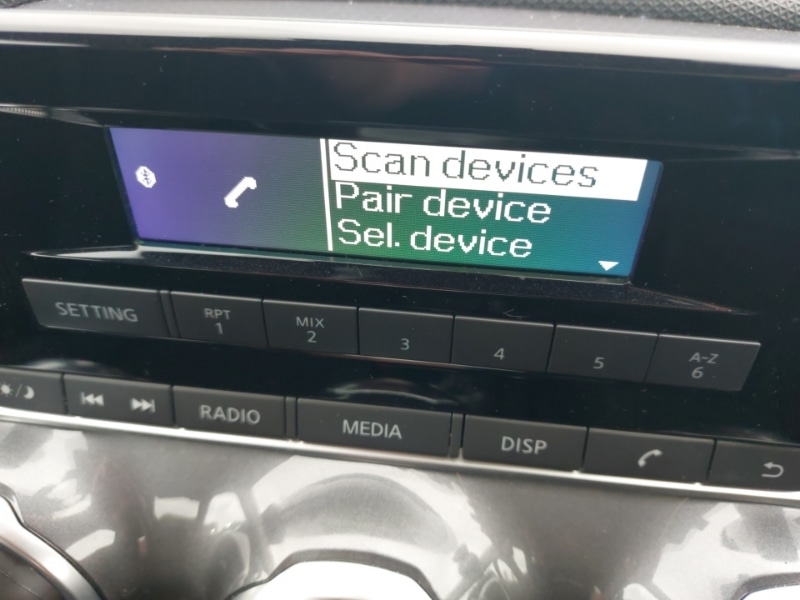 Scan devices
Pair device
Sel. device
SETTING
RPT
1
MIX
2
3
4
5
A-Z
6
RADIO
MEDIA
DISP